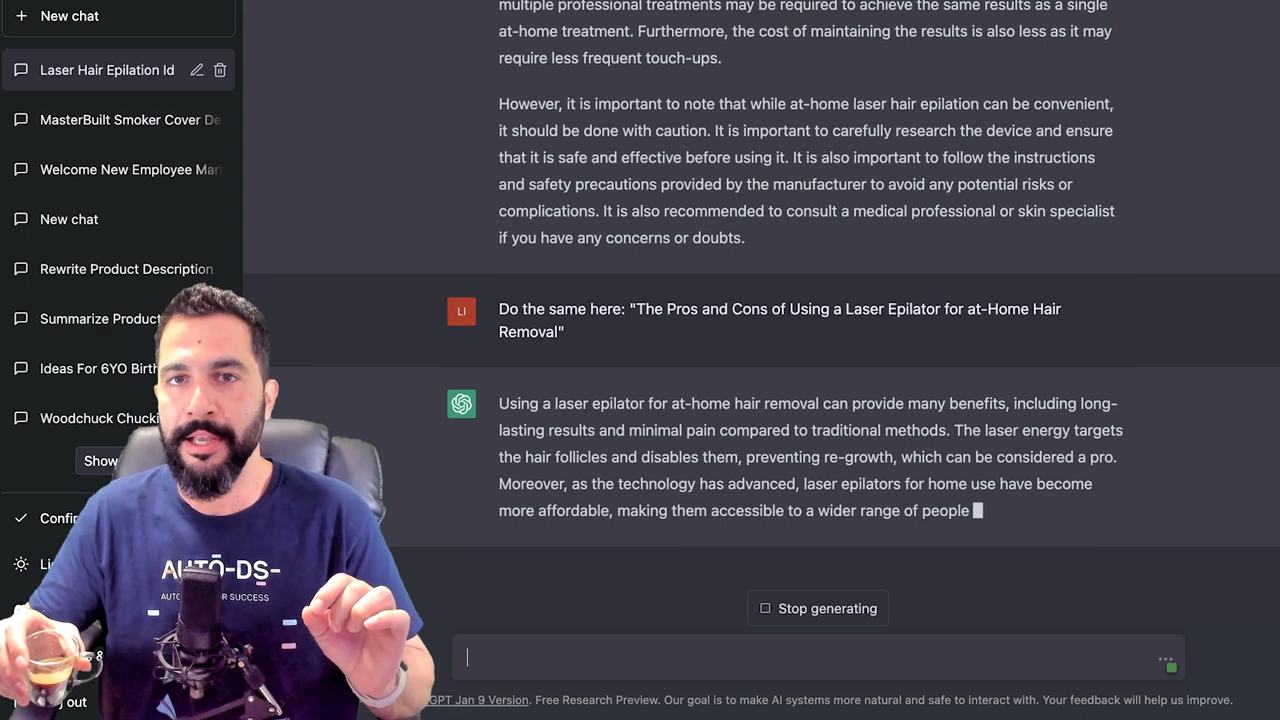 New chat
Laser Hair Epilation Id
MasterBuilt Smoker Cover De
Welcome New Employee Mar
New chat
Rewrite Product Description
Summarize Product
Ideas For 6YO Birth
Woodchuck Chucki
Show
Confir
Li
&
out
multiple professional treatments may be required to achieve the same results as a single
at-home treatment. Furthermore, the cost of maintaining the results is also less as it may
require less frequent touch-ups.
However, it is important to note that while at-home laser hair epilation can be convenient,
it should be done with caution. It is important to carefully research the device and ensure
that it is safe and effective before using it. It is also important to follow the instructions
and safety precautions provided by the manufacturer to avoid any potential risks or
complications. It is also recommended to consult a medical professional or skin specialist
if you have any concerns or doubts.
LI
Do the same here: "The Pros and Cons of Using a Laser Epilator for at-Home Hair
Removal"
Using a laser epilator for at-home hair removal can provide many benefits, including long-
lasting results and minimal pain compared to traditional methods. The laser energy targets
the hair follicles and disables them, preventing re-growth, which can be considered a pro.
Moreover, as the technology has advanced, laser epilators for home use have become
more affordable, making them accessible to a wider range of people
Stop generating
GPT Jan 9 Version. Free Research Preview. Our goal is to make AI systems more natural and safe to interact with. Your feedback will help us improve.
AUTO-DS-
SUCCESS